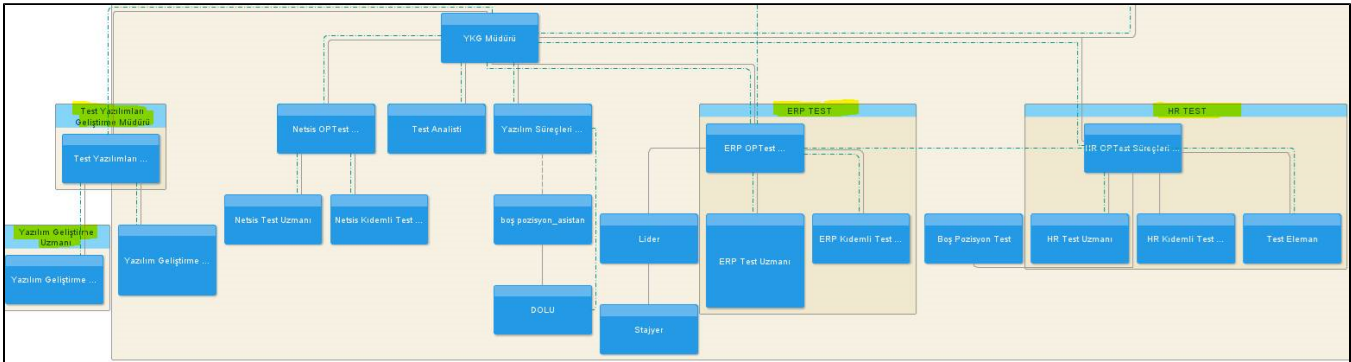 YKG Müdürü
Test Yazılımları
Geliştirme Müdürü
ERP TEST
HR TEST
Netsis OPTest ...
Test Analisti
Yazılım Süreçleri ...
Test Yazılımları ...
ERP OPTest ...
HR OPTest Süreçleri ...
Netsis Test Uzmanı
Netsis Kıdemli Test ...
boş pozisyon_asistan
Yazılım Geliştirme
Uzmanı
Lider
ERP Kıdemli Test ...
Boş Pozisyon Test
HR Test Uzmanı
HR Kıdemli Test ...
Test Eleman
Yazılım Geliştirme ...
Yazılım Geliştirme ...
ERP Test Uzmanı
DOLU
Stajyer